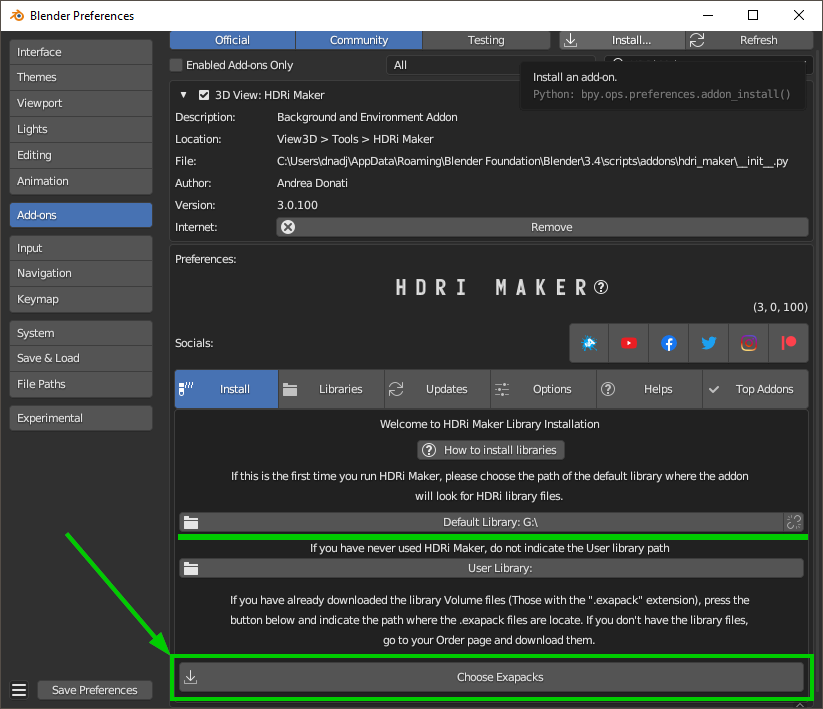 Blender Preferences
Interface
Themes
Viewport
Lights
Editing
Animation
Add-ons
Input
Navigation
Keymap
System
Save & Load
File Paths
Experimental
Save Preferences
Official Community Testing Install... Refresh
Enabled Add-ons Only All
Install an add-on.
Python: bpy.ops.preferences.addon_install()
3D View: HDRi Maker
Description: Background and Environment Addon
Location: View3D > Tools > HDRi Maker
File: C:\Users\dnadj\AppData\Roaming\Blender Foundation\Blender\3.4\scripts\addons\hdri_maker\__init__.py
Author: Andrea Donati
Version: 3.0.100
Internet: Remove
Preferences:
HDRI MAKER
(3, 0, 100)
Socials:
Install Libraries Updates Options Helps Top Addons
Welcome to HDRi Maker Library Installation
How to install libraries
If this is the first time you run HDRi Maker, please choose the path of the default library where the addon
will look for HDRi library files.
Default Library: G:\
If you have never used HDRi Maker, do not indicate the User library path
User Library:
If you have already downloaded the library Volume files (Those with the ".exapack" extension), press the
button below and indicate the path where the .exapack files are locate. If you don't have the library files,
go to your Order page and download them.
Choose Exapacks